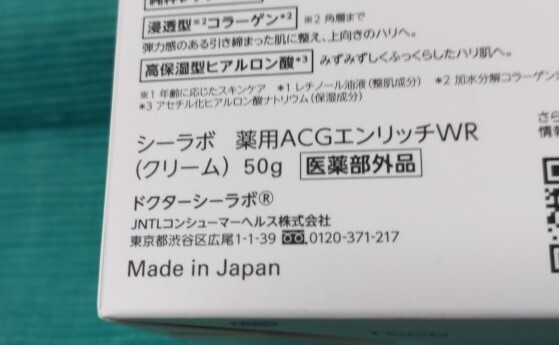 浸透型※2コラーゲン※2 ※2 角層まで
弾力感のある引き締まった肌に整え、上向きのハリへ。
高保湿型ヒアルロン酸※3 みずみずしくふっくらしたハリ肌へ。
※1 年齢に応じたスキンケア *1 レチノール油液（整肌成分） *2 加水分解コラーゲン
*3 アセチル化ヒアルロン酸ナトリウム（保湿成分）
シーラボ 薬用ACGエンリッチWR
（クリーム） 50g 医薬部外品
ドクターシーラボ®
JNTLコンシューマーヘルス株式会社
東京都渋谷区広尾1-1-39 0120-371-217
Made in Japan
さら
情報